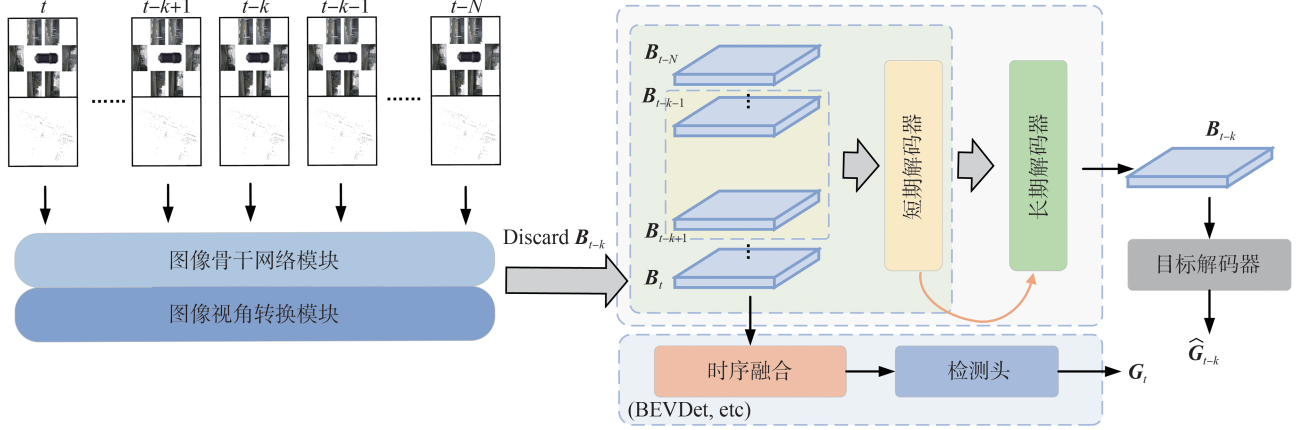 t
t−k+1
t−k
t−k-1
t−N
......
......
图像骨干网络模块
图像视角转换模块
Discard B_{t−k}
B_{t−N}
B_{t−k−1}
B_{t−k+1}
B_t
短期解码器
长期解码器
B_{t−k}
目标解码器
Ĝ_{t−k}
时序融合
检测头
G_t
(BEVDet, etc)